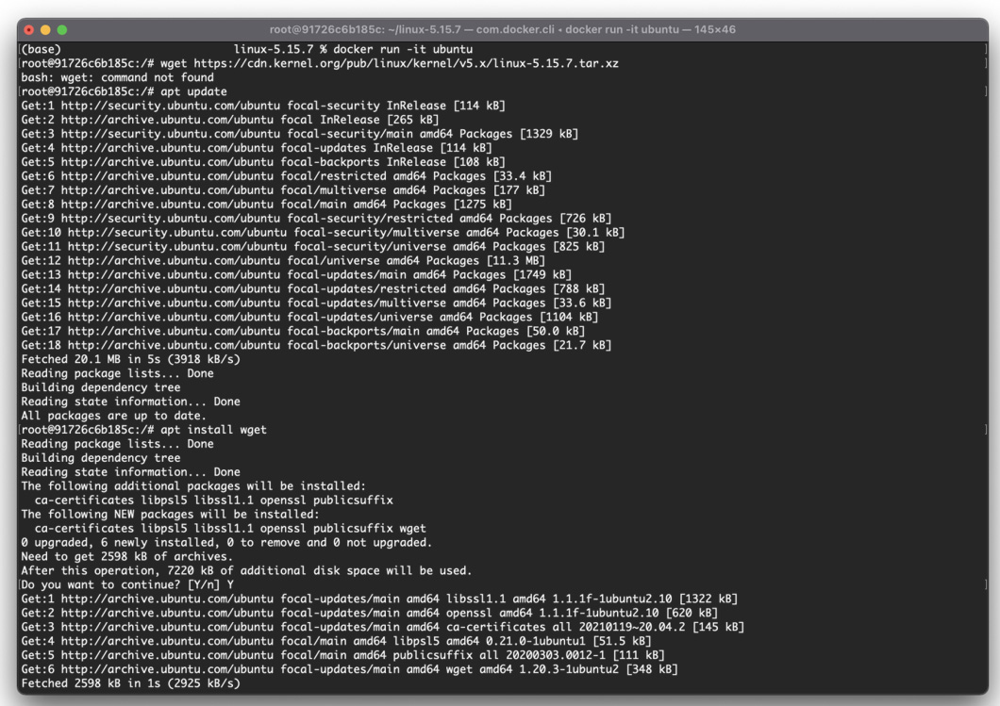 root@91726c6b185c: ~/linux-5.15.7 — com.docker.cli • docker run -it ubuntu — 145×46
(base) linux-5.15.7 % docker run -it ubuntu
[root@91726c6b185c:/# wget https://cdn.kernel.org/pub/linux/kernel/v5.x/linux-5.15.7.tar.xz ]
bash: wget: command not found
[root@91726c6b185c:/# apt update ]
Get:1 http://security.ubuntu.com/ubuntu focal-security InRelease [114 kB]
Get:2 http://archive.ubuntu.com/ubuntu focal InRelease [265 kB]
Get:3 http://security.ubuntu.com/ubuntu focal-security/main amd64 Packages [1329 kB]
Get:4 http://archive.ubuntu.com/ubuntu focal-updates InRelease [114 kB]
Get:5 http://archive.ubuntu.com/ubuntu focal-backports InRelease [108 kB]
Get:6 http://archive.ubuntu.com/ubuntu focal/restricted amd64 Packages [33.4 kB]
Get:7 http://archive.ubuntu.com/ubuntu focal/multiverse amd64 Packages [177 kB]
Get:8 http://archive.ubuntu.com/ubuntu focal/main amd64 Packages [1275 kB]
Get:9 http://security.ubuntu.com/ubuntu focal-security/restricted amd64 Packages [726 kB]
Get:10 http://security.ubuntu.com/ubuntu focal-security/multiverse amd64 Packages [30.1 kB]
Get:11 http://security.ubuntu.com/ubuntu focal-security/universe amd64 Packages [825 kB]
Get:12 http://archive.ubuntu.com/ubuntu focal/universe amd64 Packages [11.3 MB]
Get:13 http://archive.ubuntu.com/ubuntu focal-updates/main amd64 Packages [1749 kB]
Get:14 http://archive.ubuntu.com/ubuntu focal-updates/restricted amd64 Packages [788 kB]
Get:15 http://archive.ubuntu.com/ubuntu focal-updates/multiverse amd64 Packages [33.6 kB]
Get:16 http://archive.ubuntu.com/ubuntu focal-updates/universe amd64 Packages [1104 kB]
Get:17 http://archive.ubuntu.com/ubuntu focal-backports/main amd64 Packages [50.0 kB]
Get:18 http://archive.ubuntu.com/ubuntu focal-backports/universe amd64 Packages [21.7 kB]
Fetched 20.1 MB in 5s (3918 kB/s)
Reading package lists... Done
Building dependency tree
Reading state information... Done
All packages are up to date.
[root@91726c6b185c:/# apt install wget ]
Reading package lists... Done
Building dependency tree
Reading state information... Done
The following additional packages will be installed:
ca-certificates libpsl5 libssl1.1 openssl publicsuffix
The following NEW packages will be installed:
ca-certificates libpsl5 libssl1.1 openssl publicsuffix wget
0 upgraded, 6 newly installed, 0 to remove and 0 not upgraded.
Need to get 2598 kB of archives.
After this operation, 7220 kB of additional disk space will be used.
[Do you want to continue? [Y/n] Y ]
Get:1 http://archive.ubuntu.com/ubuntu focal-updates/main amd64 libssl1.1 amd64 1.1.1f-1ubuntu2.10 [1322 kB]
Get:2 http://archive.ubuntu.com/ubuntu focal-updates/main amd64 openssl amd64 1.1.1f-1ubuntu2.10 [620 kB]
Get:3 http://archive.ubuntu.com/ubuntu focal-updates/main amd64 ca-certificates all 20210119~20.04.2 [145 kB]
Get:4 http://archive.ubuntu.com/ubuntu focal/main amd64 libpsl5 amd64 0.21.0-1ubuntu1 [51.5 kB]
Get:5 http://archive.ubuntu.com/ubuntu focal/main amd64 publicsuffix all 20200303.0012-1 [111 kB]
Get:6 http://archive.ubuntu.com/ubuntu focal-updates/main amd64 wget amd64 1.20.3-1ubuntu2 [348 kB]
Fetched 2598 kB in 1s (2925 kB/s)